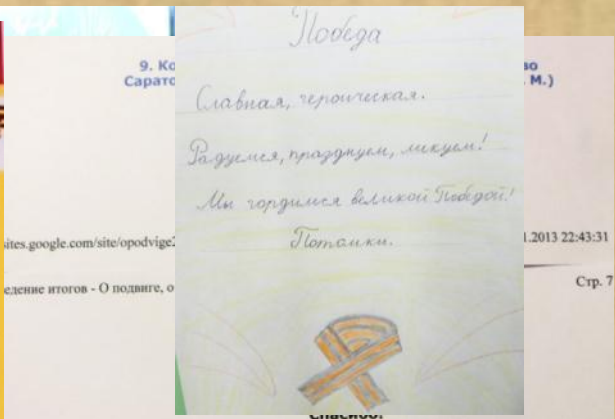 Победа
9. Ко
во
Сарато
М.)
Славная, героическая.
Радуемся, празднуем, ликуем!
Мы гордимся великой Победой!
Потомки.
sites.google.com/site/opodvige2
1.2013 22:43:31
едение итогов - О подвиге, о
Стр. 7
Спасибо!